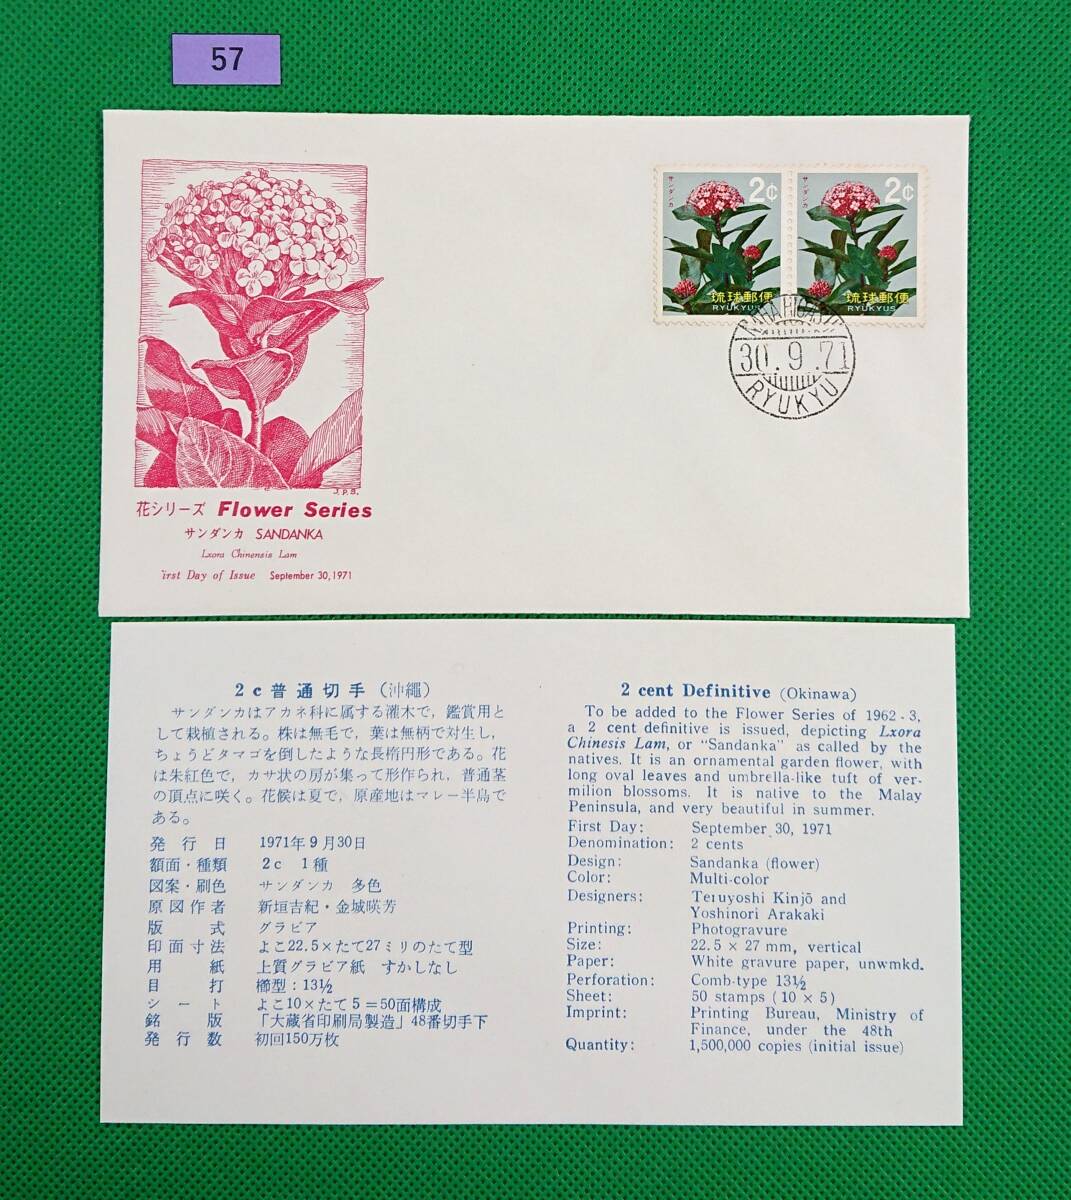 57
サンダンカ
2¢
琉球郵便
RYUKYUS
サンダンカ
2¢
琉球郵便
RYUKYUS
30.9.71
RYUKYU
J.P.S.
花シリーズ Flower Series
サンダンカ SANDANKA
Lxora Chinensis Lam
irst Day of Issue September 30, 1971
2c普通切手(沖縄)
サンダンカはアカネ科に属する灌木で,鑑賞用と
して栽植される。株は無毛で,葉は無柄で対生し,
ちょうどタマゴを倒したような長楕円形である。花
は朱紅色で,カサ状の房が集って形作られ,普通茎
の頂点に咲く。花候は夏で,原産地はマレー半島で
ある。
発行日 1971年9月30日
額面・種類 2c 1種
図案・刷色 サンダンカ 多色
原図作者 新垣吉紀・金城暎芳
版式 グラビア
印面寸法 よこ22.5×たて27ミリのたて型
用紙 上質グラビア紙 すかしなし
目打 櫛型:13½
シート よこ10×たて5=50面構成
銘版 「大蔵省印刷局製造」48番切手下
発行数 初回150万枚
2 cent Definitive (Okinawa)
To be added to the Flower Series of 1962-3,
a 2 cent definitive is issued, depicting Lxora
Chinesis Lam, or "Sandanka" as called by the
natives. It is an ornamental garden flower, with
long oval leaves and umbrella-like tuft of ver-
milion blossoms. It is native to the Malay
Peninsula, and very beautiful in summer.
First Day: September 30, 1971
Denomination: 2 cents
Design: Sandanka (flower)
Color: Multi-color
Designers: Teruyoshi Kinjō and
Yoshinori Arakaki
Printing: Photogravure
Size: 22.5 × 27 mm, vertical
Paper: White gravure paper, unwmkd.
Perforation: Comb-type 13½
Sheet: 50 stamps (10 × 5)
Imprint: Printing Bureau, Ministry of
Finance, under the 48th
Quantity: 1,500,000 copies (initial issue)